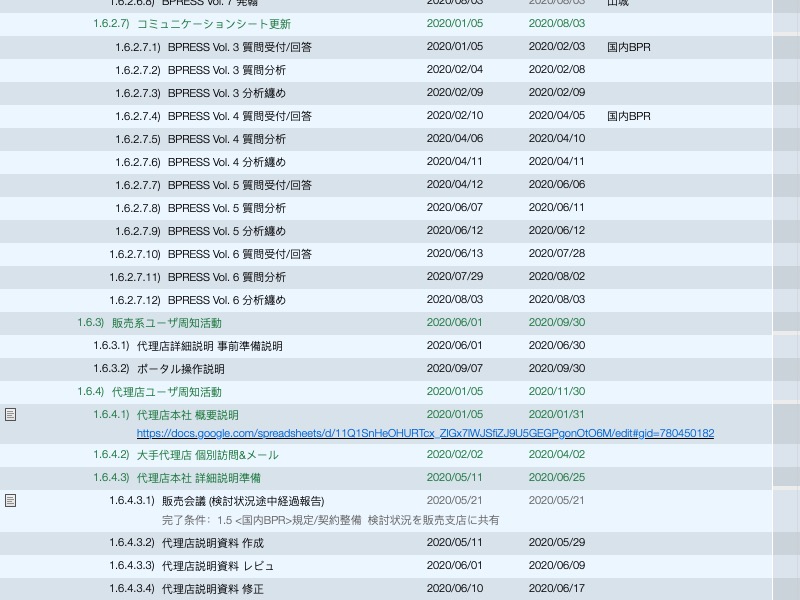 1.6.2.6.8) BPRESS Vol. 7 発翰 2020/08/03 2020/08/03 山城
1.6.2.7) コミュニケーションシート更新 2020/01/05 2020/08/03
1.6.2.7.1) BPRESS Vol. 3 質問受付/回答 2020/01/05 2020/02/03 国内BPR
1.6.2.7.2) BPRESS Vol. 3 質問分析 2020/02/04 2020/02/08
1.6.2.7.3) BPRESS Vol. 3 分析纏め 2020/02/09 2020/02/09
1.6.2.7.4) BPRESS Vol. 4 質問受付/回答 2020/02/10 2020/04/05 国内BPR
1.6.2.7.5) BPRESS Vol. 4 質問分析 2020/04/06 2020/04/10
1.6.2.7.6) BPRESS Vol. 4 分析纏め 2020/04/11 2020/04/11
1.6.2.7.7) BPRESS Vol. 5 質問受付/回答 2020/04/12 2020/06/06
1.6.2.7.8) BPRESS Vol. 5 質問分析 2020/06/07 2020/06/11
1.6.2.7.9) BPRESS Vol. 5 分析纏め 2020/06/12 2020/06/12
1.6.2.7.10) BPRESS Vol. 6 質問受付/回答 2020/06/13 2020/07/28
1.6.2.7.11) BPRESS Vol. 6 質問分析 2020/07/29 2020/08/02
1.6.2.7.12) BPRESS Vol. 6 分析纏め 2020/08/03 2020/08/03
1.6.3) 販売系ユーザ周知活動 2020/06/01 2020/09/30
1.6.3.1) 代理店詳細説明 事前準備説明 2020/06/01 2020/06/30
1.6.3.2) ポータル操作説明 2020/09/07 2020/09/30
1.6.4) 代理店ユーザ周知活動 2020/01/05 2020/11/30
1.6.4.1) 代理店本社 概要説明 2020/01/05 2020/01/31
https://docs.google.com/spreadsheets/d/11Q1SnHeOHURTcx_ZIGx7lWJSfiZJ9U5GEGPgonOtO6M/edit#gid=780450182
1.6.4.2) 大手代理店 個別訪問&メール 2020/02/02 2020/04/02
1.6.4.3) 代理店本社 詳細説明準備 2020/05/11 2020/06/25
1.6.4.3.1) 販売会議 (検討状況途中経過報告) 2020/05/21 2020/05/21
完了条件: 1.5 <国内BPR>規定/契約整備 検討状況を販売支店に共有
1.6.4.3.2) 代理店説明資料 作成 2020/05/11 2020/05/29
1.6.4.3.3) 代理店説明資料 レビュ 2020/06/01 2020/06/09
1.6.4.3.4) 代理店説明資料 修正 2020/06/10 2020/06/17